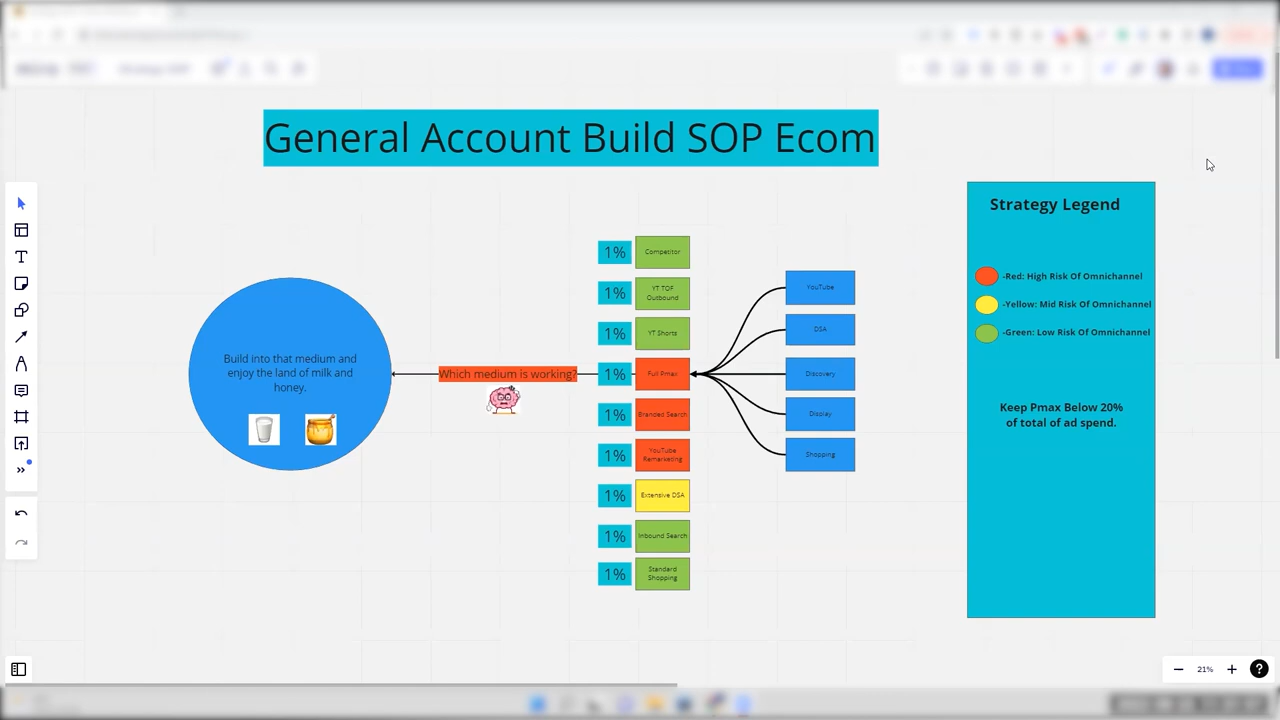 General Account Build SOP Ecom
Strategy Legend
-Red: High Risk Of Omnichannel
-Yellow: Mid Risk Of Omnichannel
-Green: Low Risk Of Omnichannel
Keep Pmax Below 20%
of total of ad spend.
Build into that medium and
enjoy the land of milk and
honey.
Which medium is working?
1% Competitor
1% YT TOF
Outbound
1% YT Shorts
1% Full Pmax
1% Branded Search
1% YouTube
Remarketing
1% Extensive DSA
1% Inbound Search
1% Standard
Shopping
YouTube
DSA
Discovery
Display
Shopping
21%